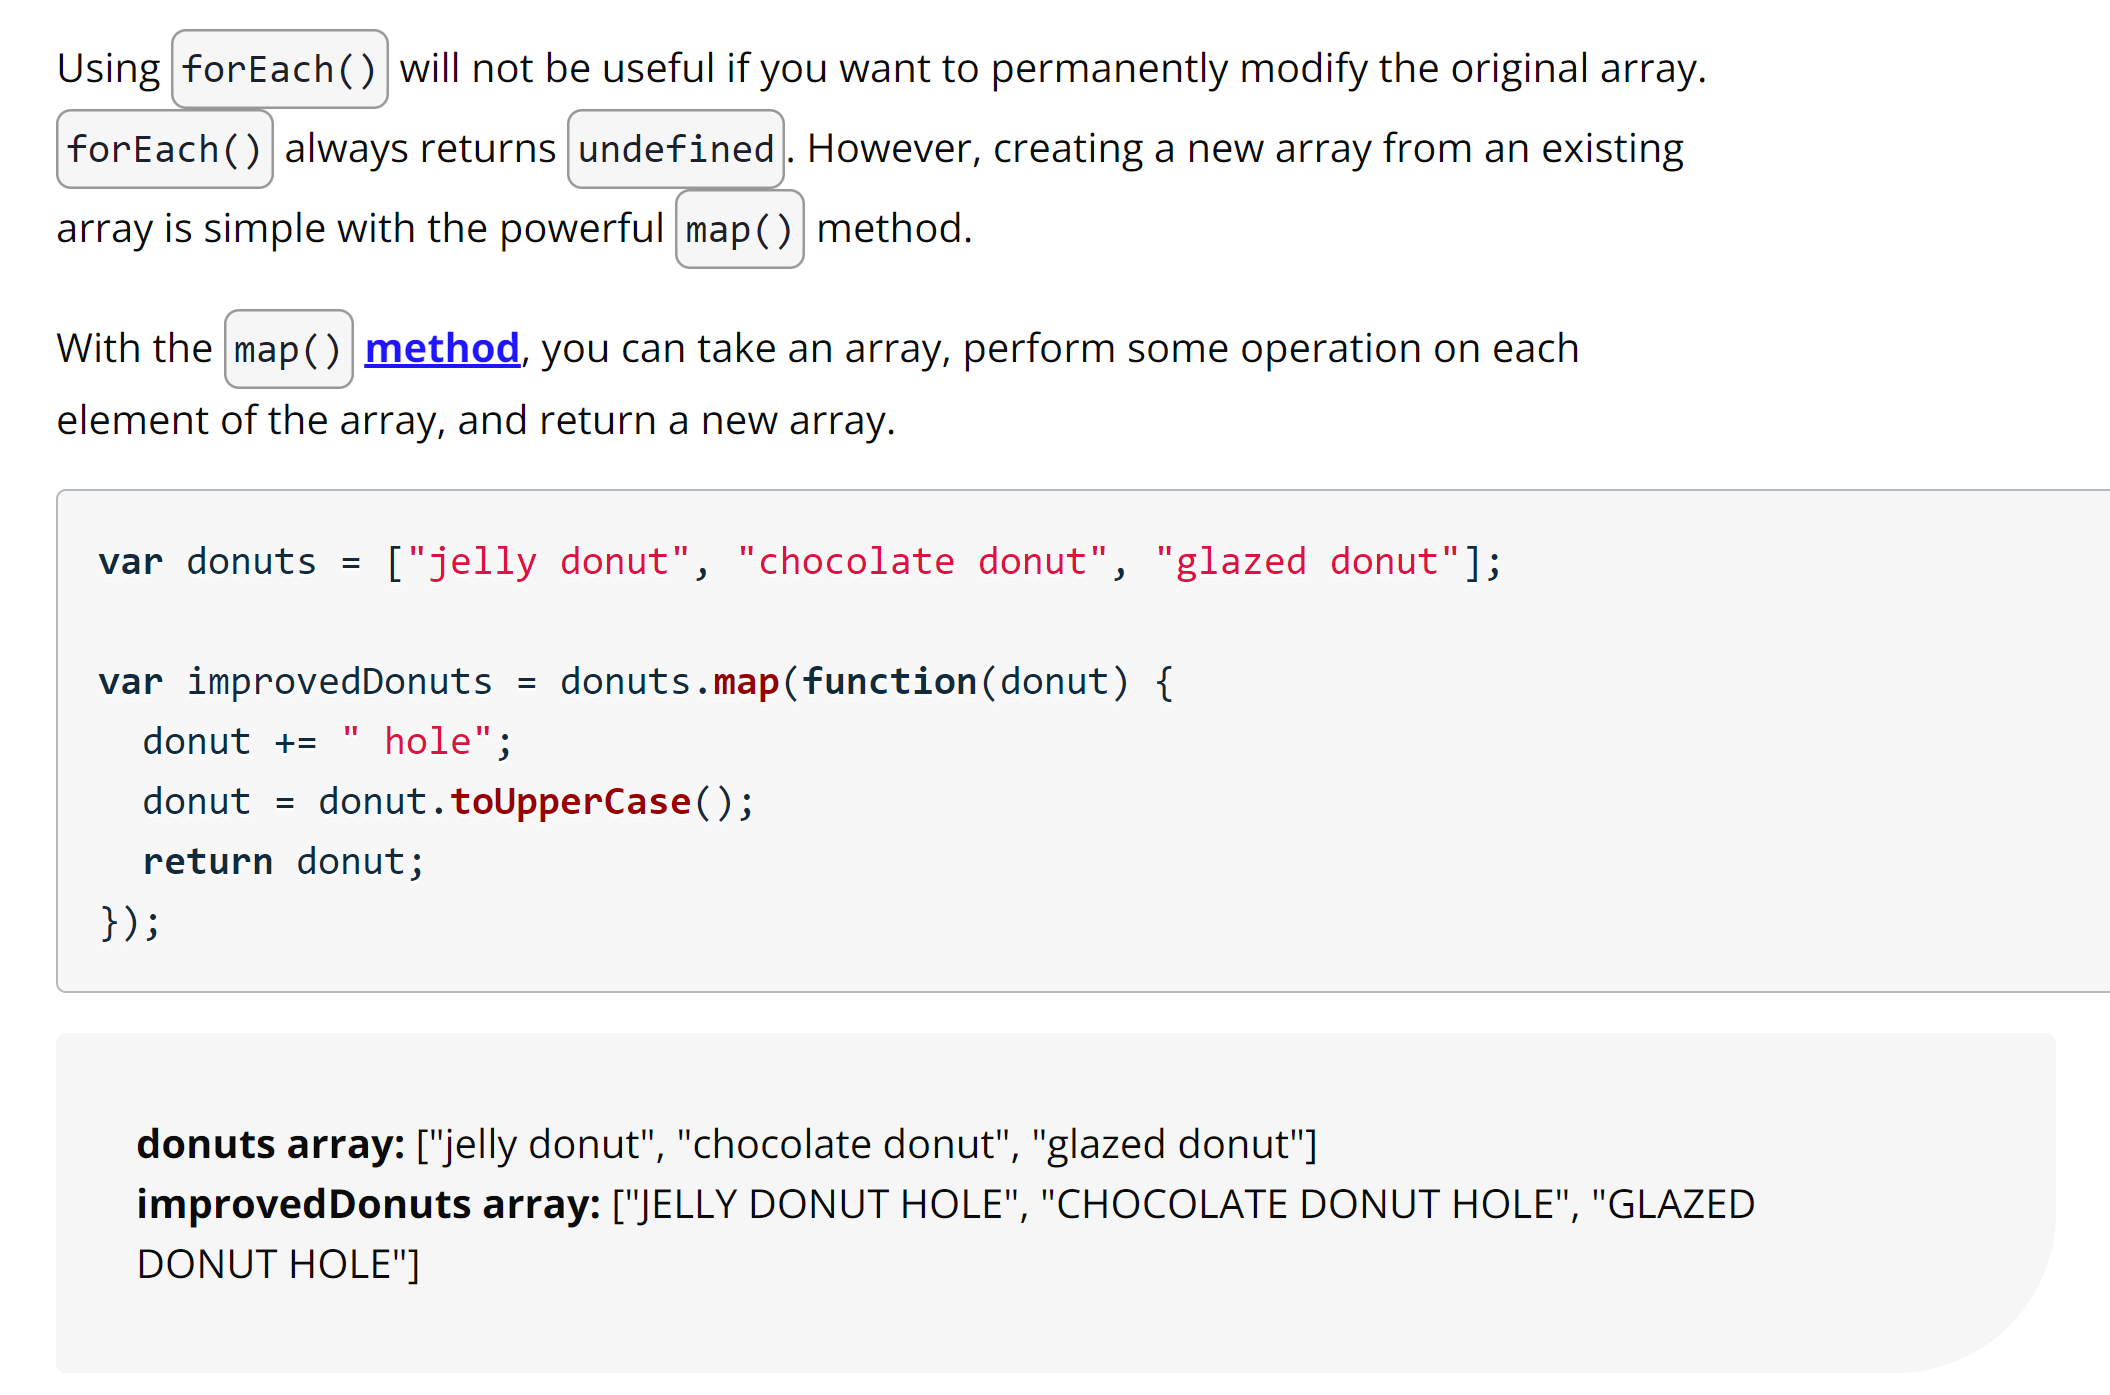 Using forEach() will not be useful if you want to permanently modify the original array.
forEach() always returns undefined. However, creating a new array from an existing
array is simple with the powerful map() method.
With the map() method, you can take an array, perform some operation on each
element of the array, and return a new array.
var donuts = ["jelly donut", "chocolate donut", "glazed donut"];
var improvedDonuts = donuts.map(function(donut) {
  donut += " hole";
  donut = donut.toUpperCase();
  return donut;
});
donuts array: ["jelly donut", "chocolate donut", "glazed donut"]
improvedDonuts array: ["JELLY DONUT HOLE", "CHOCOLATE DONUT HOLE", "GLAZED
DONUT HOLE"]